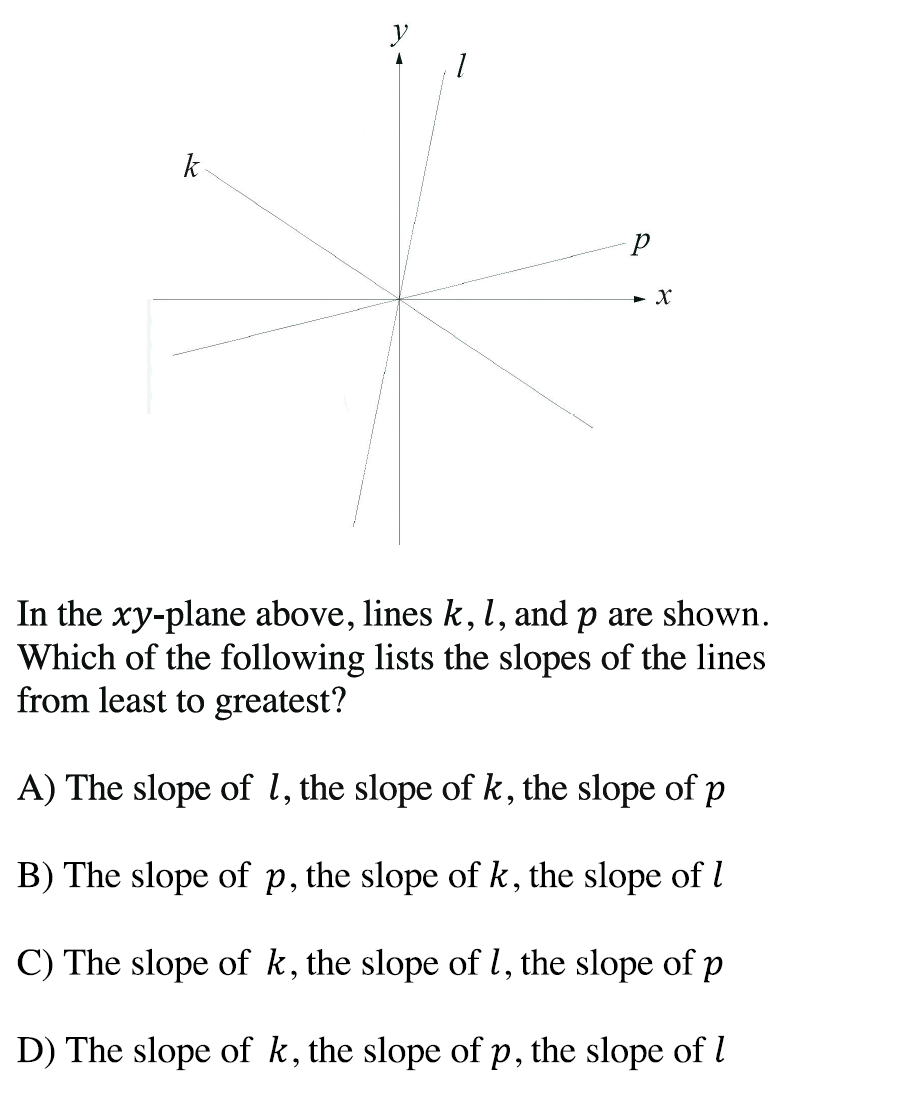 y
l
k
p
x
In the xy-plane above, lines k, l, and p are shown.
Which of the following lists the slopes of the lines
from least to greatest?
A) The slope of l, the slope of k, the slope of p
B) The slope of p, the slope of k, the slope of l
C) The slope of k, the slope of l, the slope of p
D) The slope of k, the slope of p, the slope of l